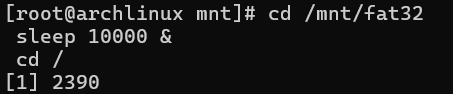 [root@archlinux mnt]# cd /mnt/fat32
 sleep 10000 &
 cd /
[1] 2390